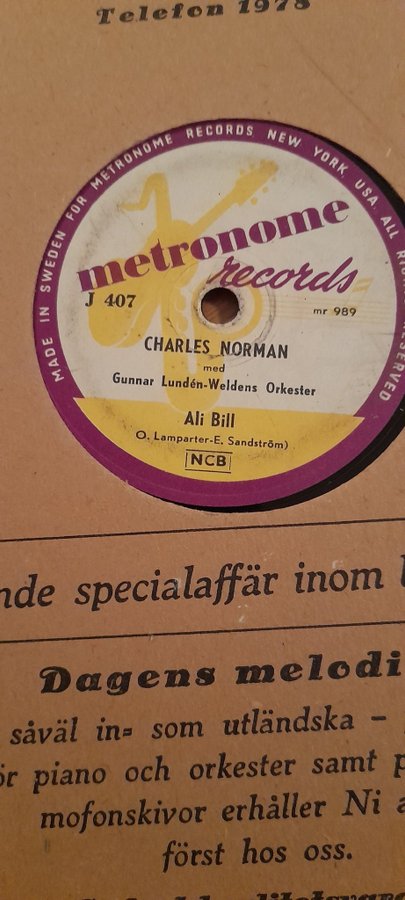 Telefon 1978
MADE IN SWEDEN FOR METRONOME RECORDS NEW YORK USA. ALL RIGHTS RESERVED
metronome
records
J 407
mr 989
CHARLES NORMAN
med
Gunnar Lundén-Weldens Orkester
Ali Bill
(O. Lamparter-E. Sandström)
NCB
nde specialaffär inom
Dagens melodi
såväl in= som utländska –
ör piano och orkester samt p
mofonskivor erhåller Ni a
först hos oss.